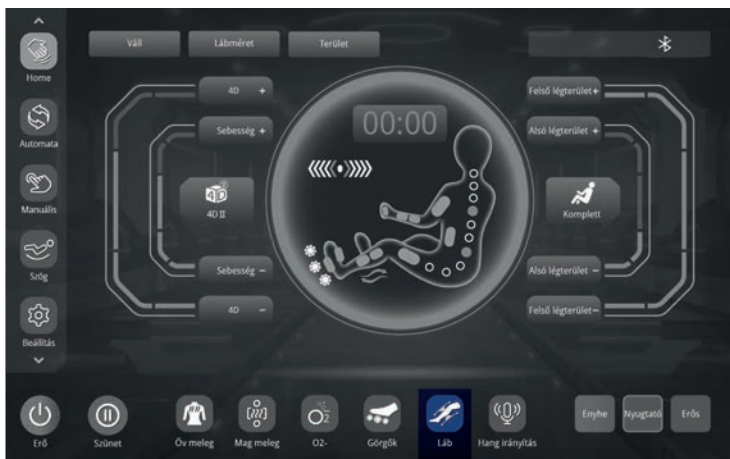 Váll Lábméret Terület
Home
Automata
Manuális
Szög
Beállítás
4D +
Sebesség +
4D II
Sebesség -
4D -
00:00
Felső légterület+
Alsó légterület +
Komplett
Alsó légterület -
Felső légterület-
Erő Szünet Öv meleg Mag meleg O2- Görgők Láb Hang irányítás
Enyhe Nyugtató Erős